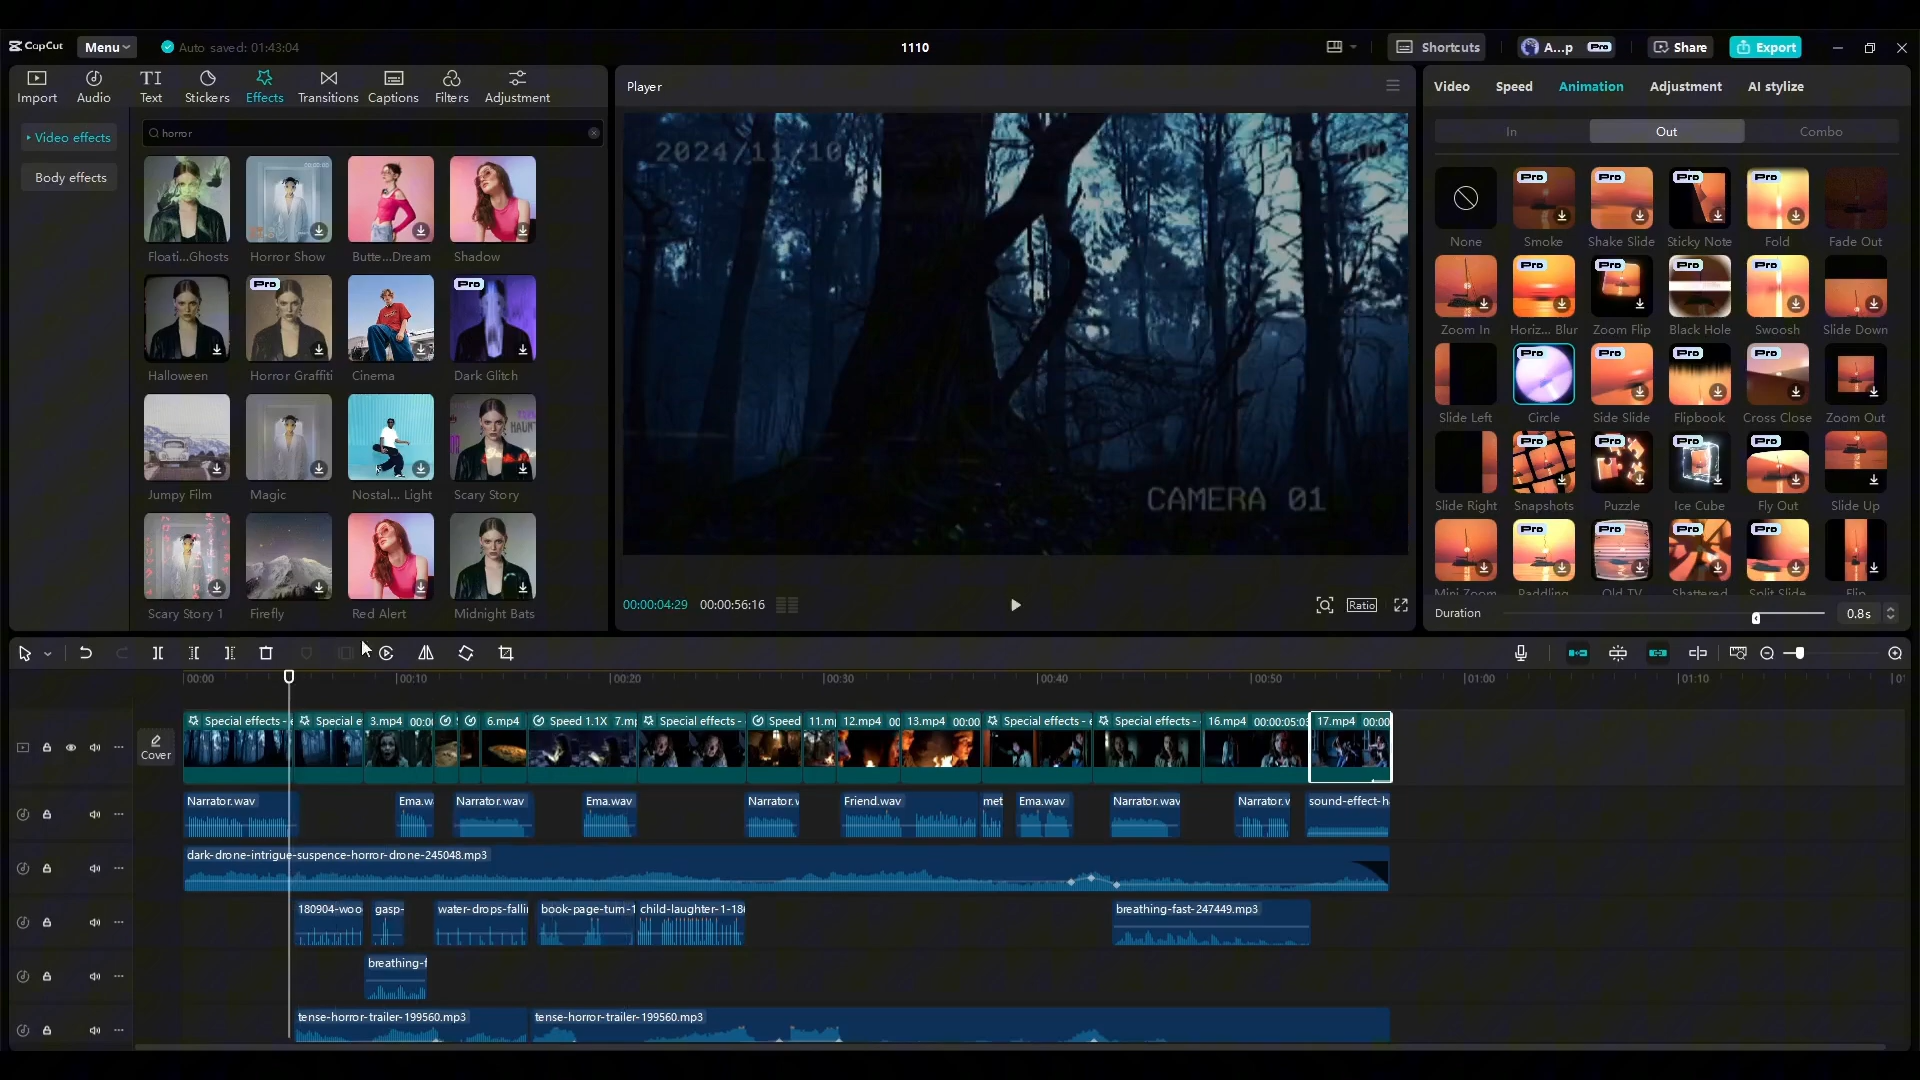 CapCut
Menu
Auto saved: 01:43:04
1110
Shortcuts
A...p
Pro
Share
Export
Import
Audio
TI
Text
Stickers
Effects
Transitions
Captions
Filters
Adjustment
Video effects
Body effects
horror
Floati...Ghosts
Horror Show
Butte...Dream
Shadow
Pro
Pro
Halloween
Horror Graffiti
Cinema
Dark Glitch
Jumpy Film
Magic
Nostal... Light
Scary Story
Scary Story 1
Firefly
Red Alert
Midnight Bats
Player
2024/11/10
CAMERA 01
00:00:04:29
00:00:56:16
Ratio
Video
Speed
Animation
Adjustment
AI stylize
In
Out
Combo
Pro
Pro
Pro
Pro
None
Smoke
Shake Slide
Sticky Note
Fold
Fade Out
Pro
Pro
Pro
Pro
Zoom In
Horiz... Blur
Zoom Flip
Black Hole
Swoosh
Slide Down
Pro
Pro
Pro
Pro
Slide Left
Circle
Side Slide
Flipbook
Cross Close
Zoom Out
Pro
Pro
Pro
Pro
Slide Right
Snapshots
Puzzle
Ice Cube
Fly Out
Slide Up
Pro
Pro
Pro
Pro
Mini Zoom
Paddling
Old TV
Shattered
Split Slide
Flip
Duration
0.8s
00:00
00:10
00:20
00:30
00:40
00:50
01:00
01:10
Cover
Special effects - e
Special e
3.mp4 00:00
6.mp4
Speed 1.1X 7.mp
Special effects -
Speed
11.m
12.mp4 00
13.mp4 00:00
Special effects - e
Special effects -
16.mp4 00:00:05:03
17.mp4 00:00
Narrator.wav
Ema.w
Narrator.wav
Ema.wav
Narrator.v
Friend.wav
met
Ema.wav
Narrator.wav
Narrator.v
sound-effect-h
dark-drone-intrigue-suspence-horror-drone-245048.mp3
180904-woo
gasp-
water-drops-fallin
book-page-turn-1
child-laughter-1-18
breathing-fast-247449.mp3
breathing-f
tense-horror-trailer-199560.mp3
tense-horror-trailer-199560.mp3